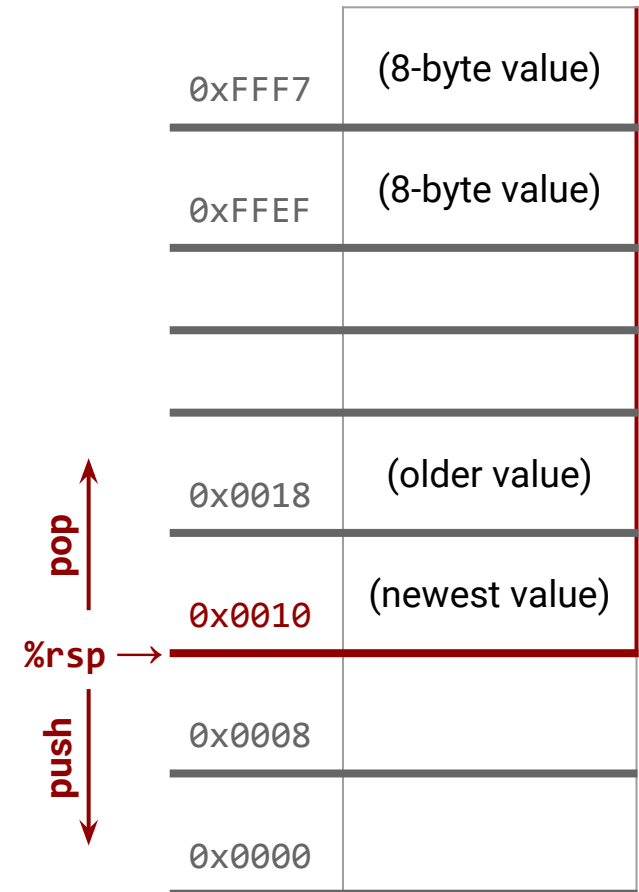 (8-byte value)
0xFFF7
(8-byte value)
0xFFEF
(older value)
0x0018
pop
(newest value)
0x0010
%rsp →
push
0x0008
0x0000